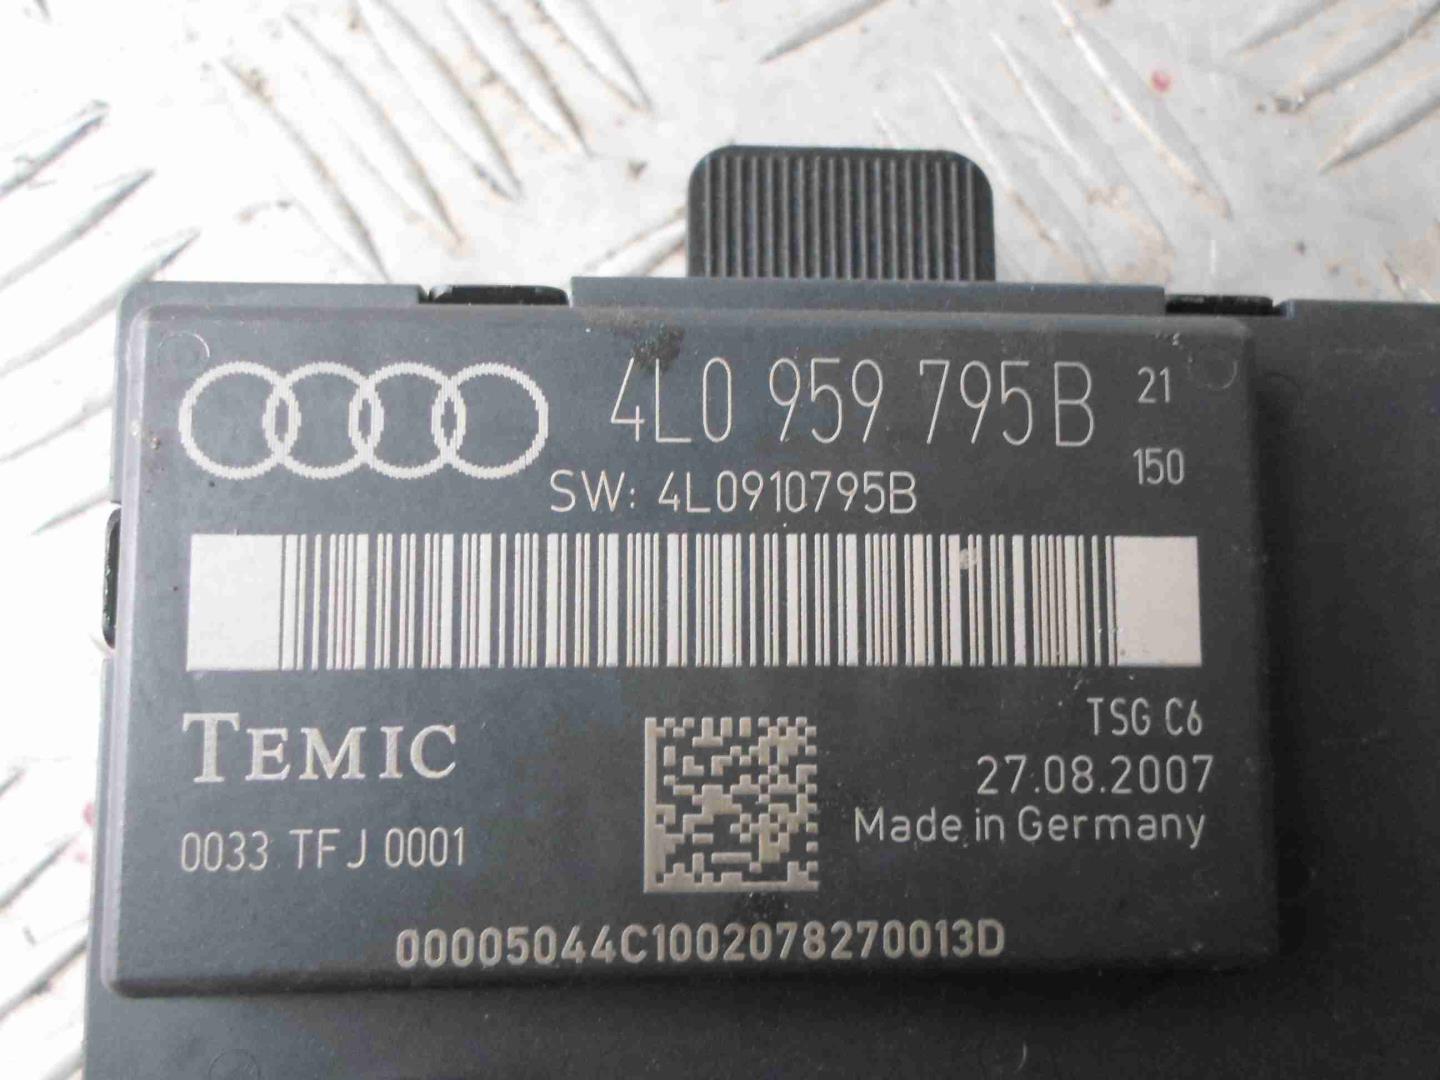 4L0 959 795B 21
SW: 4L0910795B 150
TEMIC
TSG C6
27.08.2007
Made in Germany
0033 TFJ 0001
00005044C1002078270013D